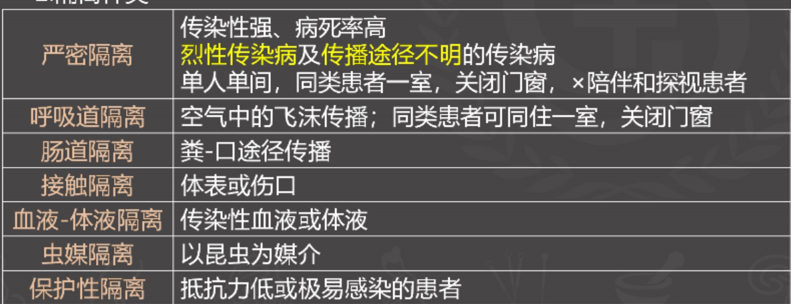 严密隔离
传染性强、病死率高
烈性传染病及传播途径不明的传染病
单人单间，同类患者一室，关闭门窗，×陪伴和探视患者
呼吸道隔离
空气中的飞沫传播；同类患者可同住一室，关闭门窗
肠道隔离
粪-口途径传播
接触隔离
体表或伤口
血液-体液隔离
传染性血液或体液
虫媒隔离
以昆虫为媒介
保护性隔离
抵抗力低或极易感染的患者